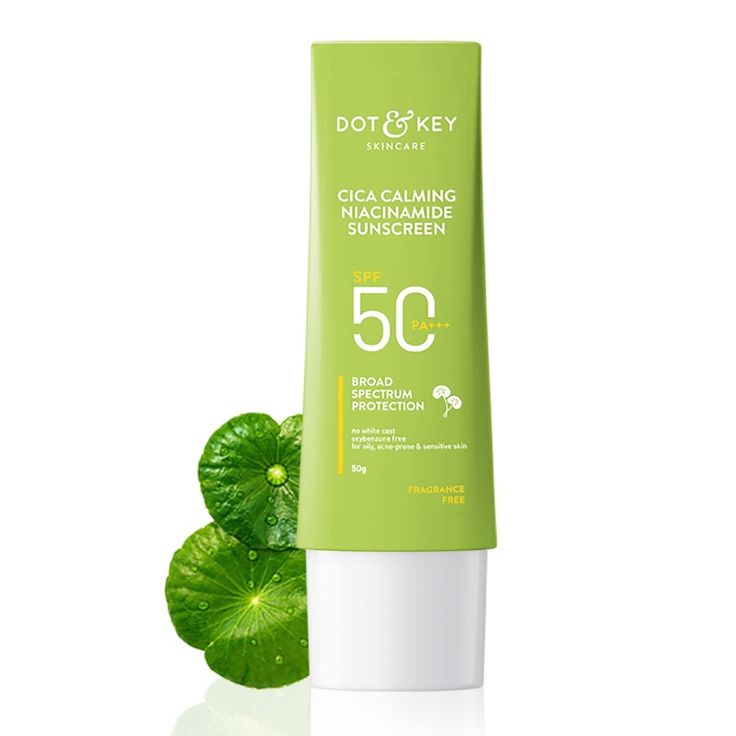 DOT & KEY
SKINCARE
CICA CALMING
NIACINAMIDE
SUNSCREEN
SPF
50
PA+++
BROAD
SPECTRUM
PROTECTION
no white cast
oxybenzone free
for oily, acne-prone & sensitive skin
50g
FRAGRANCE
FREE